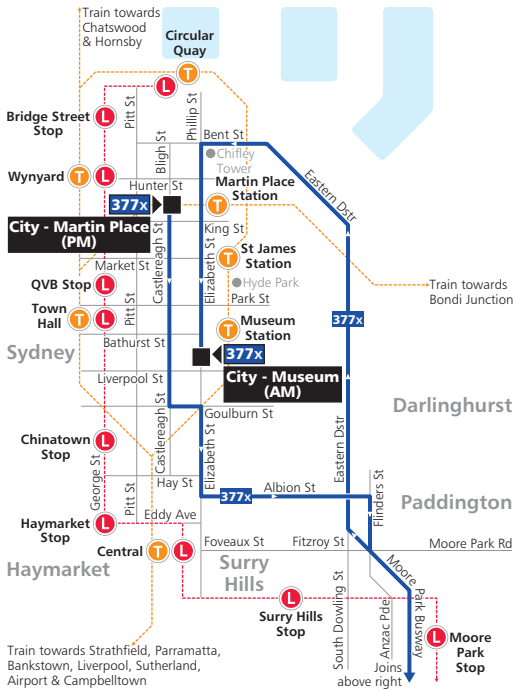 Train towards
Chatswood
& Hornsby
Circular
Quay
T
L
Bridge Street
Stop
L
Pitt St
Phillip St
Bent St
Bligh St
Chifley
Tower
Eastern Dstr
Wynyard
T
L
Hunter St
Martin Place
Station
T
377x
City - Martin Place
(PM)
King St
Castlereagh St
Elizabeth St
T
St James
Station
Market St
QVB Stop
L
Hyde Park
Park St
Train towards
Bondi Junction
Town
Hall
T
L
Pitt St
T
Museum
Station
377x
Bathurst St
Sydney
377x
City - Museum
(AM)
Liverpool St
Darlinghurst
Goulburn St
Chinatown
Stop
L
Castlereagh St
Elizabeth St
Eastern Dstr
George St
Pitt St
Hay St
377x
Albion St
Flinders St
Paddington
Haymarket
Stop
L
Eddy Ave
Central
T
L
Foveaux St
Fitzroy St
Moore Park Rd
Haymarket
Surry
Hills
Moore
Park Busway
L
Surry Hills
Stop
South Dowling St
Anzac Pde
L
Moore
Park
Stop
Train towards Strathfield, Parramatta,
Bankstown, Liverpool, Sutherland,
Airport & Campbelltown
Joins
above right